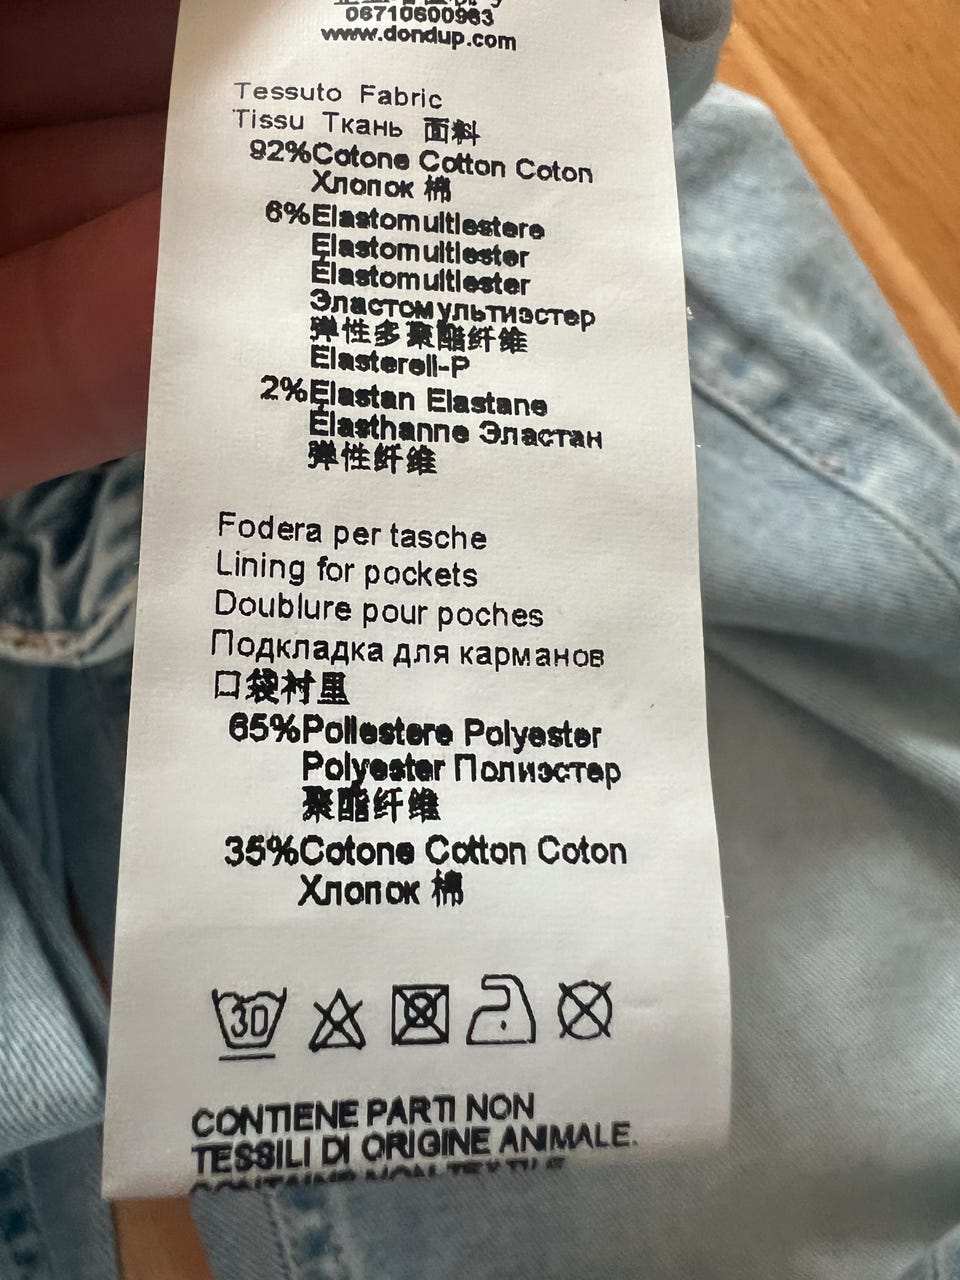 06710600963
www.dondup.com
Tessuto Fabric
Tissu Ткань 面料
92%Cotone Cotton Coton
Хлопок 棉
6%Elastomultiestere
Elastomultiester
Élastomultiester
Эластомультиэстер
弹性多聚酯纤维
Elasterell-P
2%Elastan Elastane
Élasthanne Эластан
弹性纤维
Fodera per tasche
Lining for pockets
Doublure pour poches
Подкладка для карманов
口袋衬里
65%Poliestere Polyester
Polyester Полиэстер
聚酯纤维
35%Cotone Cotton Coton
Хлопок 棉
30
CONTIENE PARTI NON
TESSILI DI ORIGINE ANIMALE.
CONTAINS NON-TEXTILE